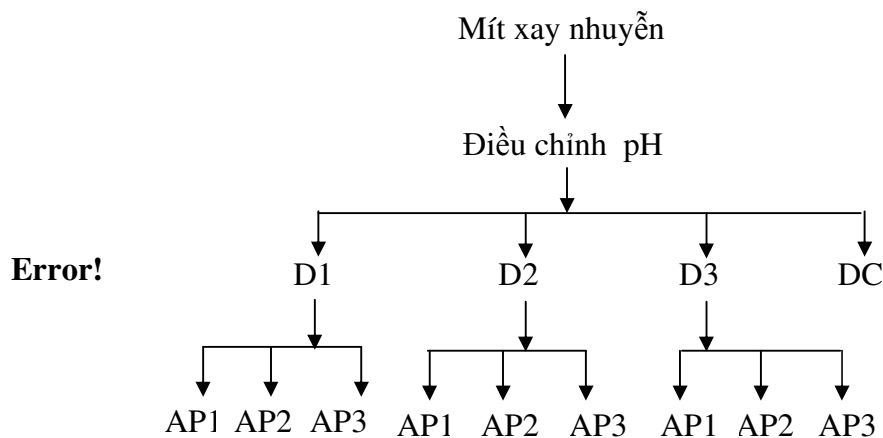 Mít xay nhuyễn
Điều chỉnh pH
Error! D1 D2 D3 DC
AP1 AP2 AP3 AP1 AP2 AP3 AP1 AP2 AP3